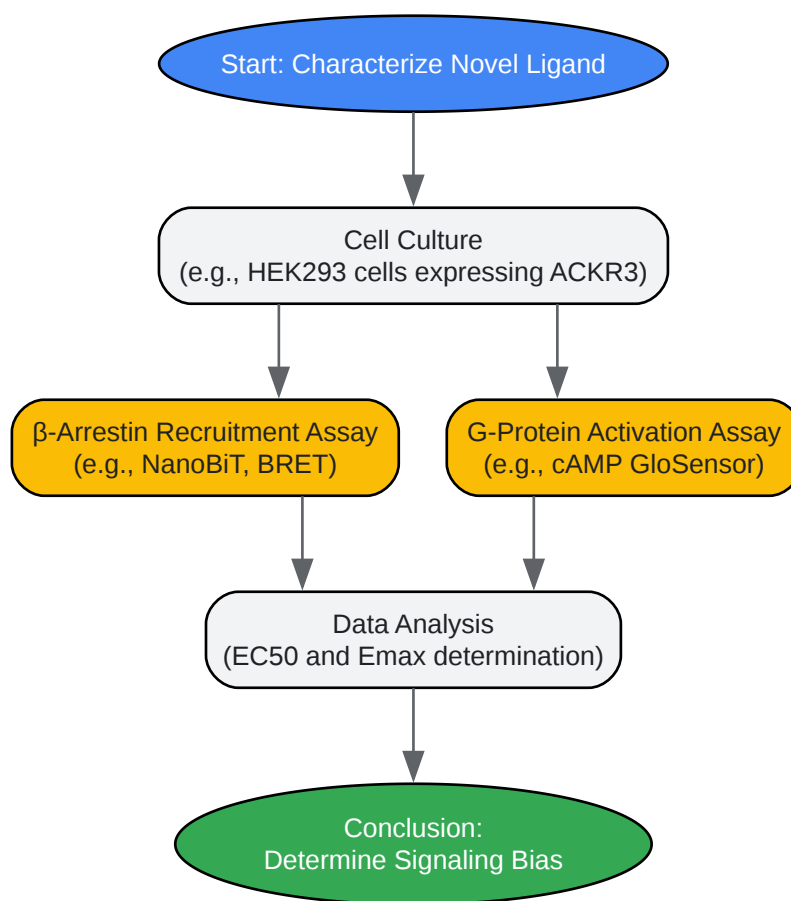 Start: Characterize Novel Ligand
Cell Culture
(e.g., HEK293 cells expressing ACKR3)
β-Arrestin Recruitment Assay
(e.g., NanoBiT, BRET)
G-Protein Activation Assay
(e.g., cAMP GloSensor)
Data Analysis
(EC50 and Emax determination)
Conclusion:
Determine Signaling Bias